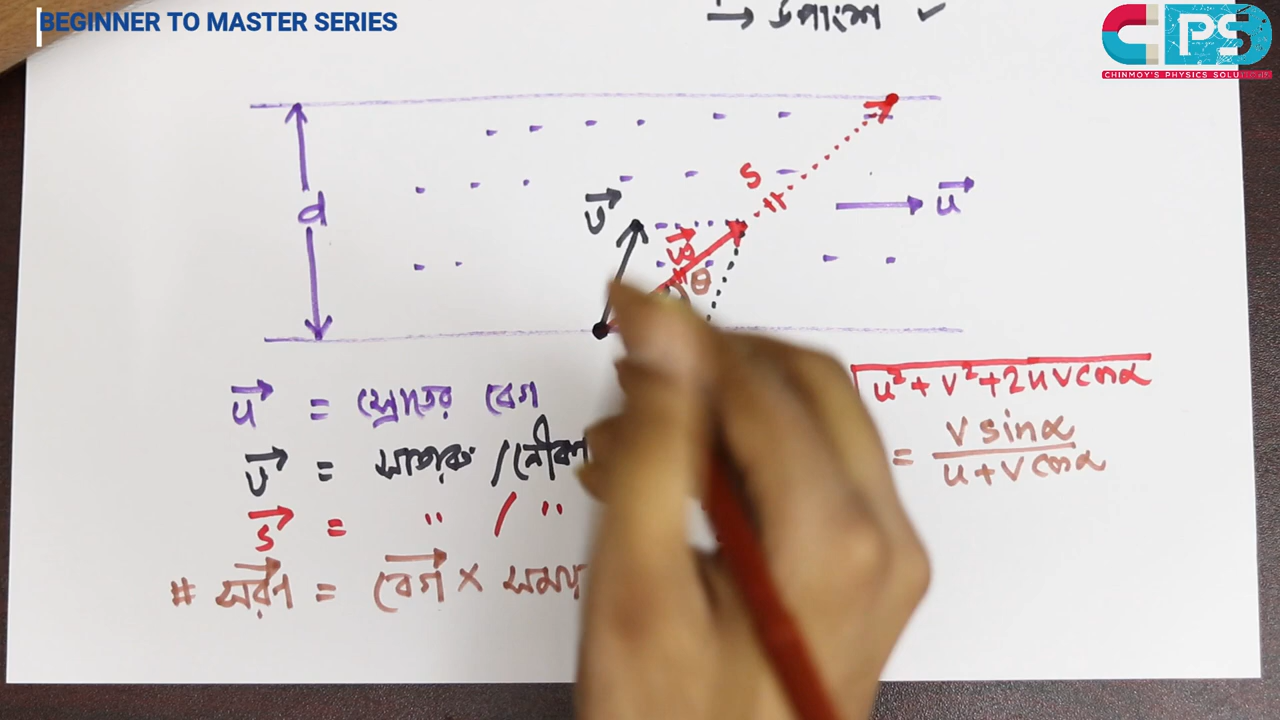 BEGINNER TO MASTER SERIES
→ উপাংশ ✓
CPS
CHINMOY'S PHYSICS SOLUTIONS
d
v⃗
s
u⃗
w⃗
θ
u⃗ = স্রোতের বেগ
√u² + v² + 2uv cosα
v⃗ = সাতারু / নৌকা
= v sinα / u + v cosα
s⃗ = " / "
# সরণ = বেগ × সময়